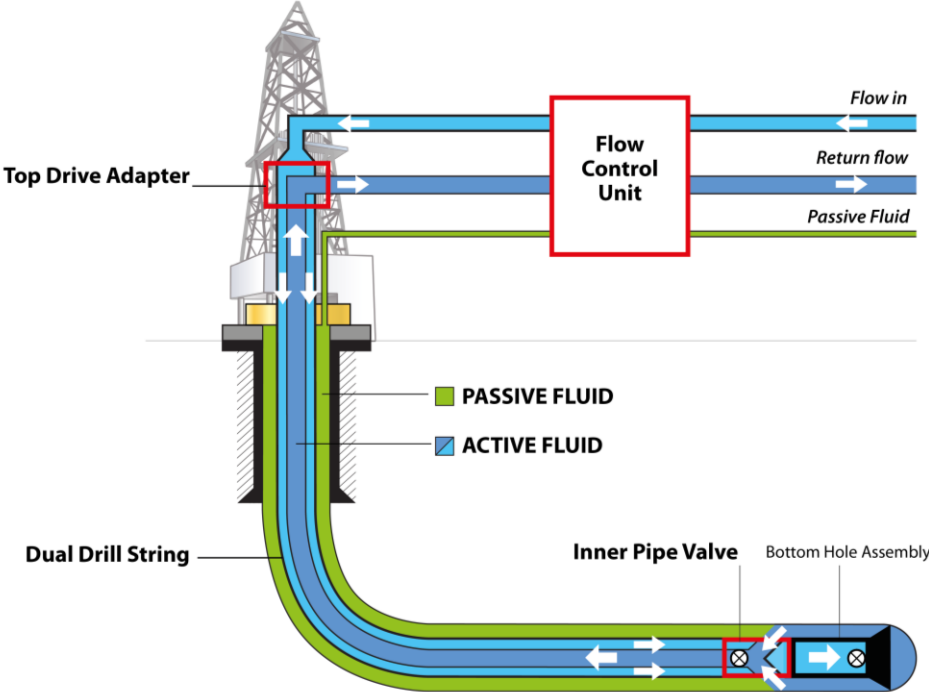 Flow in
Flow
Control
Unit
Return flow
Top Drive Adapter
Passive Fluid
PASSIVE FLUID
ACTIVE FLUID
Dual Drill String
Inner Pipe Valve
Bottom Hole Assembly